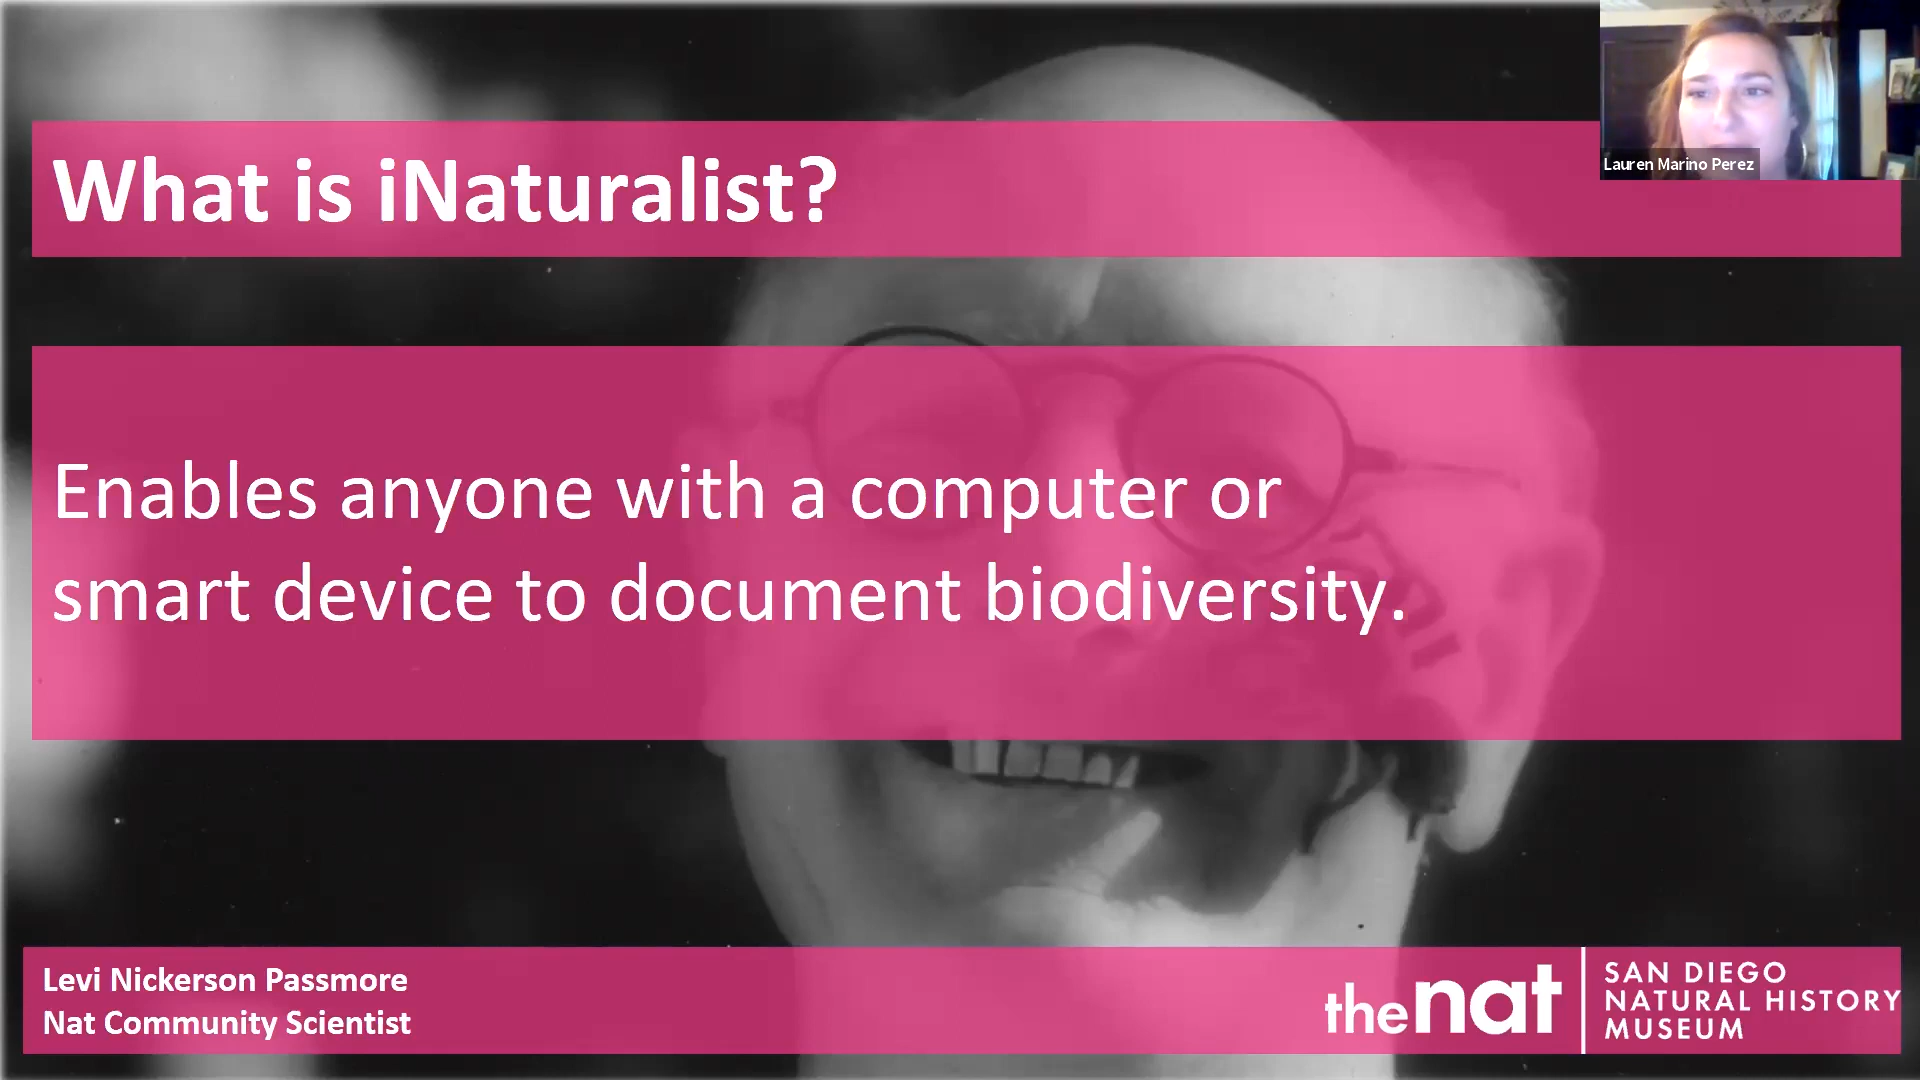 Lauren Marino Perez
What is iNaturalist?
Enables anyone with a computer or
smart device to document biodiversity.
Levi Nickerson Passmore
Nat Community Scientist
thenat
SAN DIEGO
NATURAL HISTORY
MUSEUM